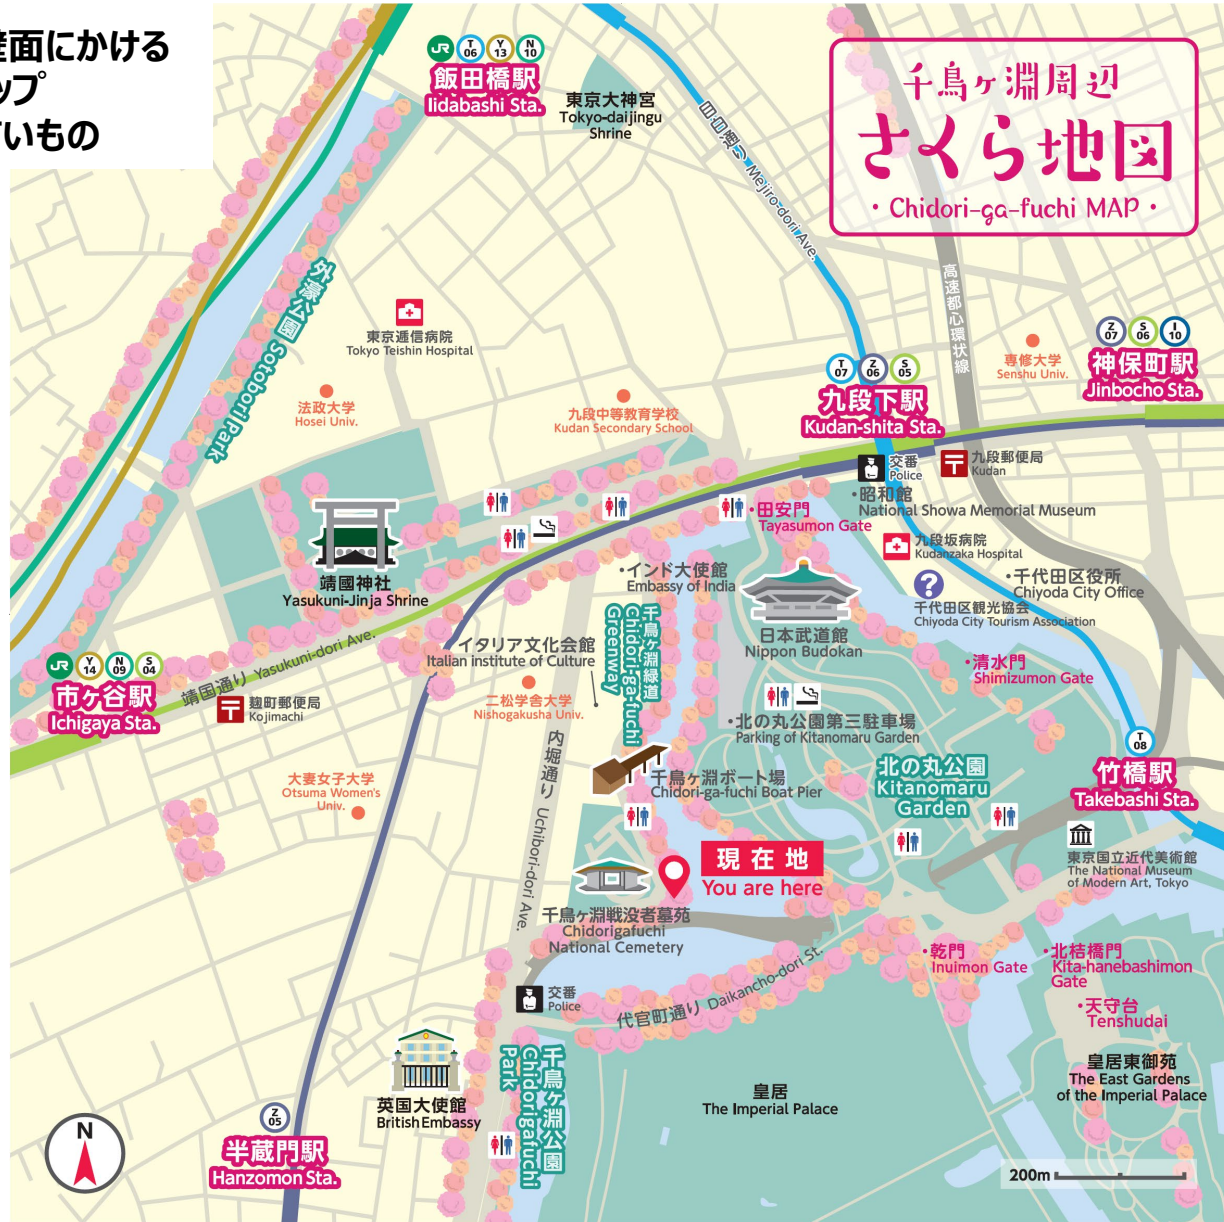 壁面にかける
ップ
ていもの
千鳥ヶ淵周辺
さくら地図
・Chidori-ga-fuchi MAP・
JR T06 Y13 N10
飯田橋駅
Iidabashi Sta.
東京大神宮
Tokyo-daijingu
Shrine
目白通り Mejiro-dori Ave.
高速都心環状線
外濠公園 Sotobori Park
東京逓信病院
Tokyo Teishin Hospital
法政大学
Hosei Univ.
九段中等教育学校
Kudan Secondary School
専修大学
Senshu Univ.
Z07 S06 I10
神保町駅
Jinbocho Sta.
T07 Z06 S05
九段下駅
Kudan-shita Sta.
交番
Police
九段郵便局
Kudan
・昭和館
National Showa Memorial Museum
・田安門
Tayasumon Gate
九段坂病院
Kudanzaka Hospital
靖國神社
Yasukuni-Jinja Shrine
・インド大使館
Embassy of India
日本武道館
Nippon Budokan
?
千代田区観光協会
Chiyoda City Tourism Association
・千代田区役所
Chiyoda City Office
千鳥ヶ淵緑道
Chidori-ga-fuchi
Greenway
イタリア文化会館
Italian institute of Culture
・清水門
Shimizumon Gate
JR Y14 N09 S04
市ヶ谷駅
Ichigaya Sta.
靖国通り Yasukuni-dori Ave.
麹町郵便局
Kojimachi
二松学舎大学
Nishogakusha Univ.
・北の丸公園第三駐車場
Parking of Kitanomaru Garden
内堀通り Uchibori-dori Ave.
大妻女子大学
Otsuma Women's
Univ.
千鳥ヶ淵ボート場
Chidori-ga-fuchi Boat Pier
北の丸公園
Kitanomaru
Garden
T08
竹橋駅
Takebashi Sta.
東京国立近代美術館
The National Museum
of Modern Art, Tokyo
現在地
You are here
千鳥ヶ淵戦没者墓苑
Chidorigafuchi
National Cemetery
・乾門
Inuimon Gate
・北桔橋門
Kita-hanebashimon
Gate
・天守台
Tenshudai
交番
Police
代官町通り Daikancho-dori St.
千鳥ヶ淵公園
Chidorigafuchi
Park
英国大使館
British Embassy
皇居
The Imperial Palace
皇居東御苑
The East Gardens
of the Imperial Palace
Z05
半蔵門駅
Hanzomon Sta.
N
200m